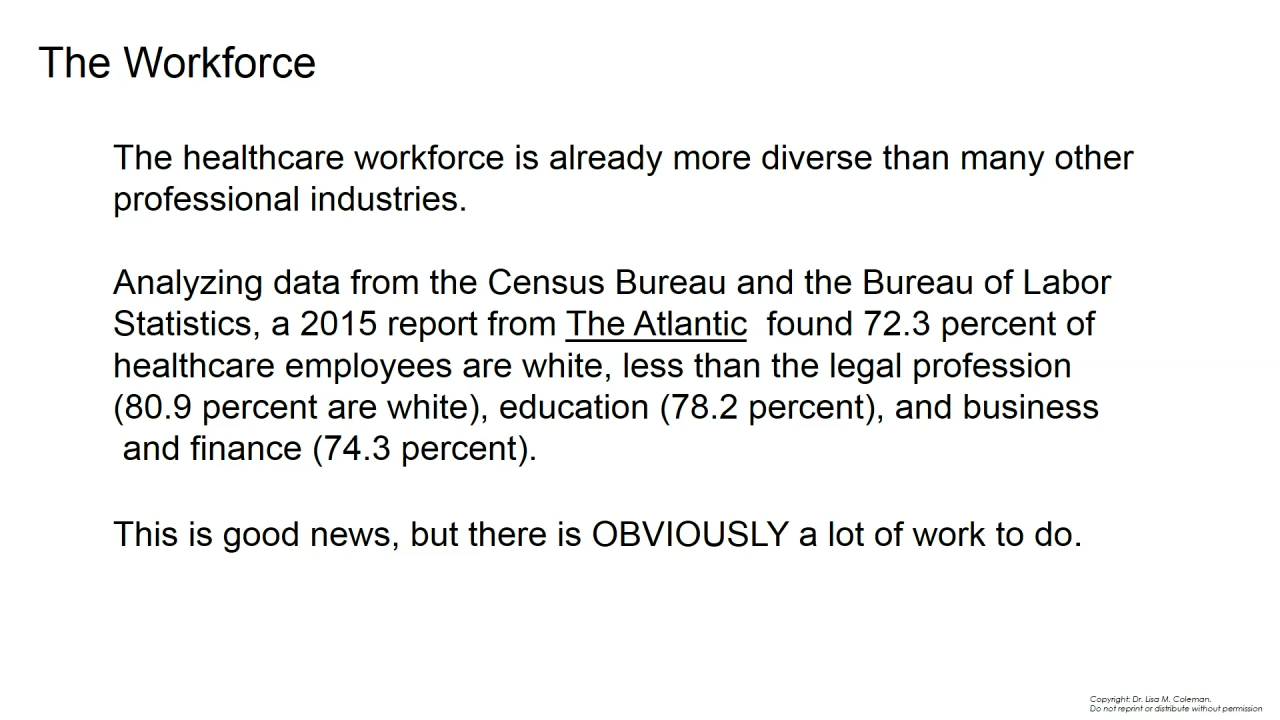 The Workforce
The healthcare workforce is already more diverse than many other
professional industries.
Analyzing data from the Census Bureau and the Bureau of Labor
Statistics, a 2015 report from The Atlantic  found 72.3 percent of
healthcare employees are white, less than the legal profession
(80.9 percent are white), education (78.2 percent), and business
and finance (74.3 percent).
This is good news, but there is OBVIOUSLY a lot of work to do.
Copyright: Dr. Lisa M. Coleman.
Do not reprint or distribute without permission